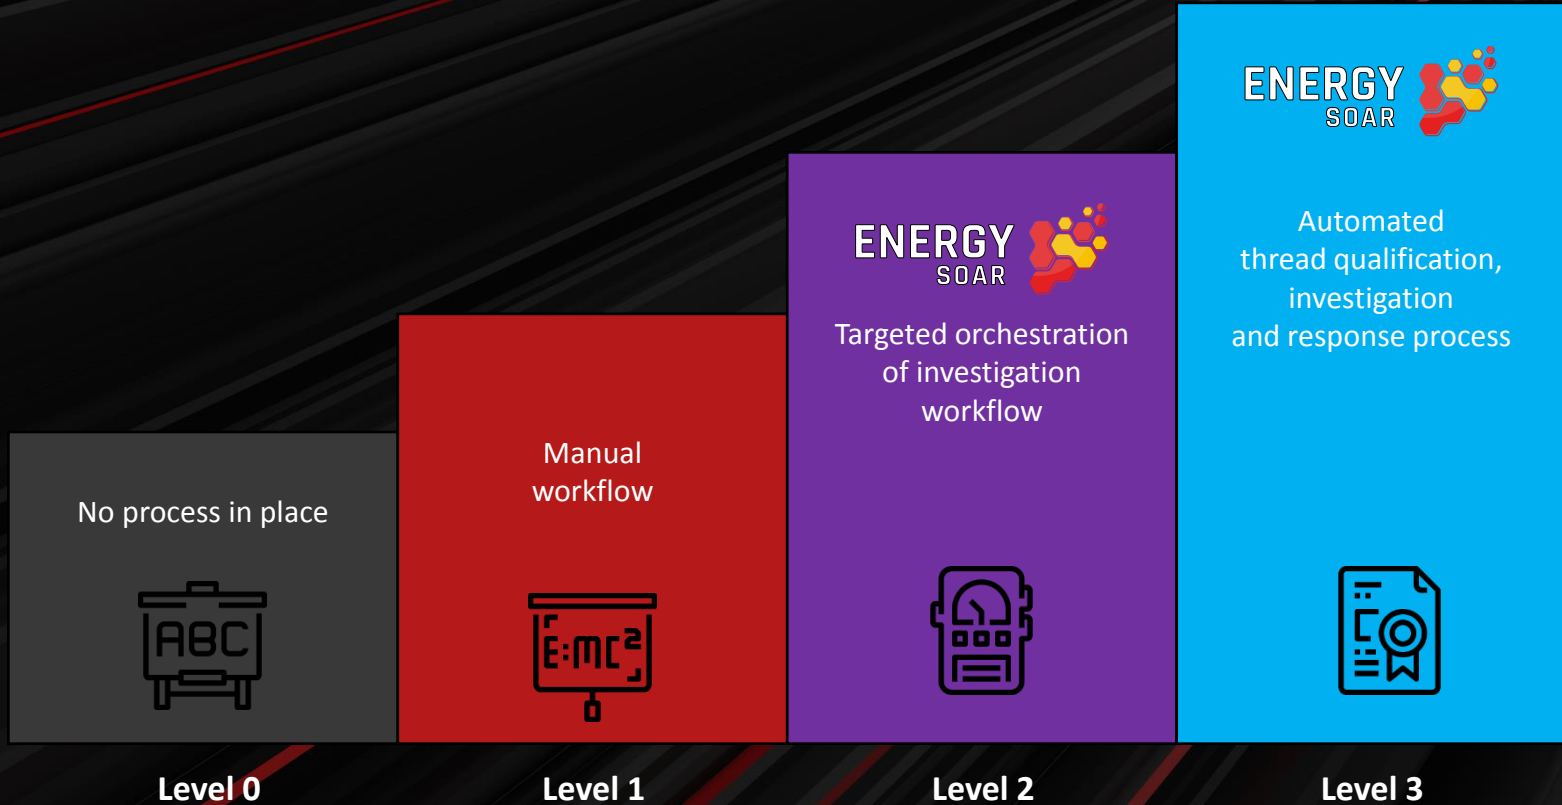 No process in place
ABC
Level 0
Manual
workflow
E:mc²
Level 1
ENERGY
SOAR
Targeted orchestration
of investigation
workflow
Level 2
ENERGY
SOAR
Automated
thread qualification,
investigation
and response process
Level 3